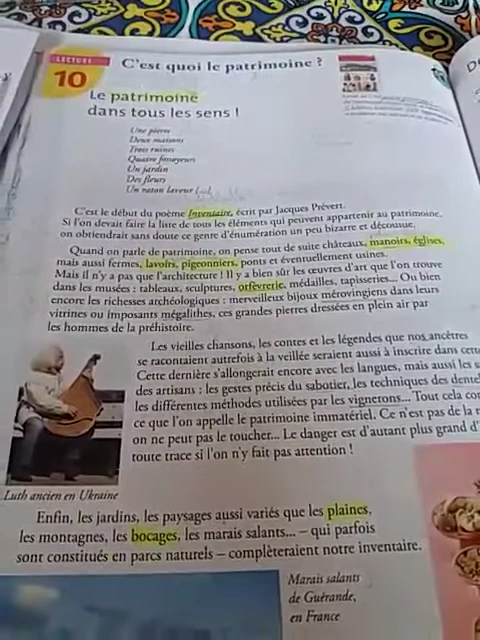 LECTURE
10
C'est quoi le patrimoine ?
Le patrimoine
dans tous les sens !
Une pierre
Deux maisons
Trois ruines
Quatre fossoyeurs
Un jardin
Des fleurs
Un raton laveur
C'est le début du poème Inventaire, écrit par Jacques Prévert.
Si l'on devait faire la liste de tous les éléments qui peuvent appartenir au patrimoine,
on obtiendrait sans doute ce genre d'énumération un peu bizarre et décousue.
Quand on parle de patrimoine, on pense tout de suite châteaux, manoirs, églises,
mais aussi fermes, lavoirs, pigeonniers, ponts et éventuellement usines.
Mais il n'y a pas que l'architecture ! Il y a bien sûr les œuvres d'art que l'on trouve
dans les musées : tableaux, sculptures, orfèvrerie, médailles, tapisseries... Ou bien
encore les richesses archéologiques : merveilleux bijoux mérovingiens dans leurs
vitrines ou imposants mégalithes, ces grandes pierres dressées en plein air par
les hommes de la préhistoire.
Les vieilles chansons, les contes et les légendes que nos ancêtres
se racontaient autrefois à la veillée seraient aussi à inscrire dans cett
Cette dernière s'allongerait encore avec les langues, mais aussi les s
des artisans : les gestes précis du sabotier, les techniques des dente
les différentes méthodes utilisées par les vignerons... Tout cela co
ce que l'on appelle le patrimoine immatériel. Ce n'est pas de la
on ne peut pas le toucher... Le danger est d'autant plus grand d'
toute trace si l'on n'y fait pas attention !
Luth ancien en Ukraine
Enfin, les jardins, les paysages aussi variés que les plaines,
les montagnes, les bocages, les marais salants... – qui parfois
sont constitués en parcs naturels – complèteraient notre inventaire.
Marais salants
de Guérande,
en France